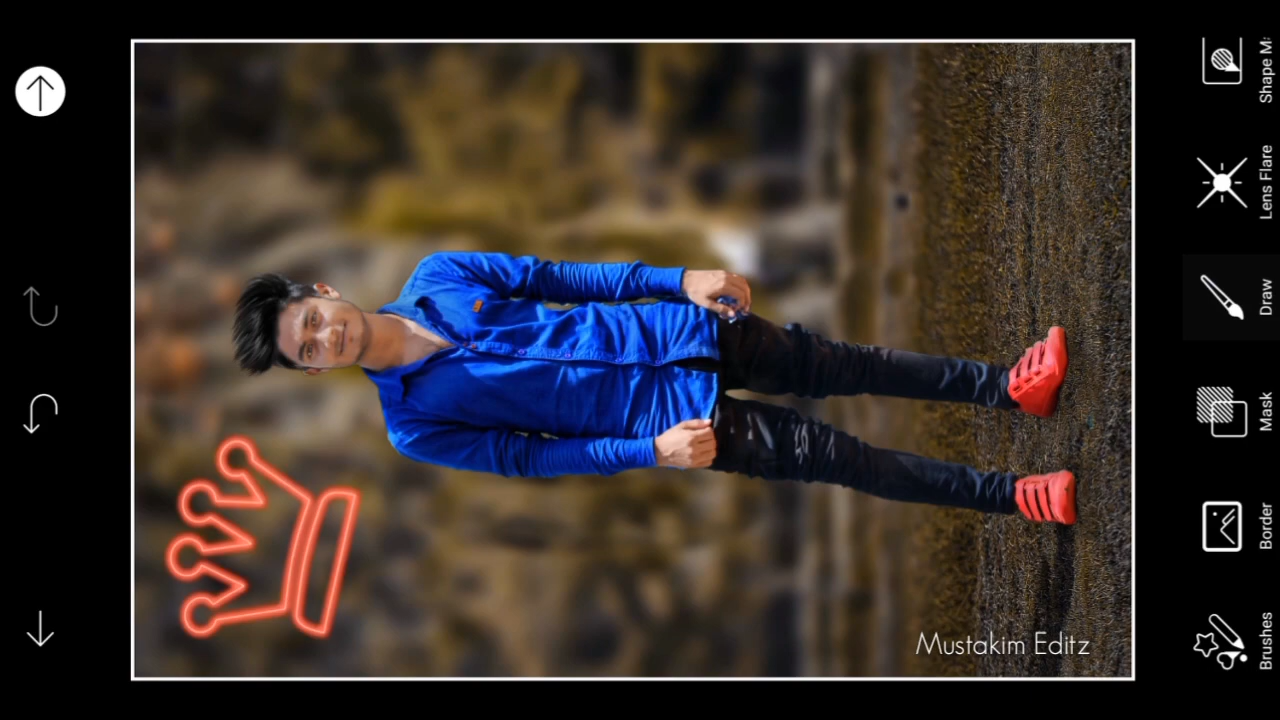 Shape M
Lens Flare
Draw
Mask
Border
Brushes
Mustakim Editz